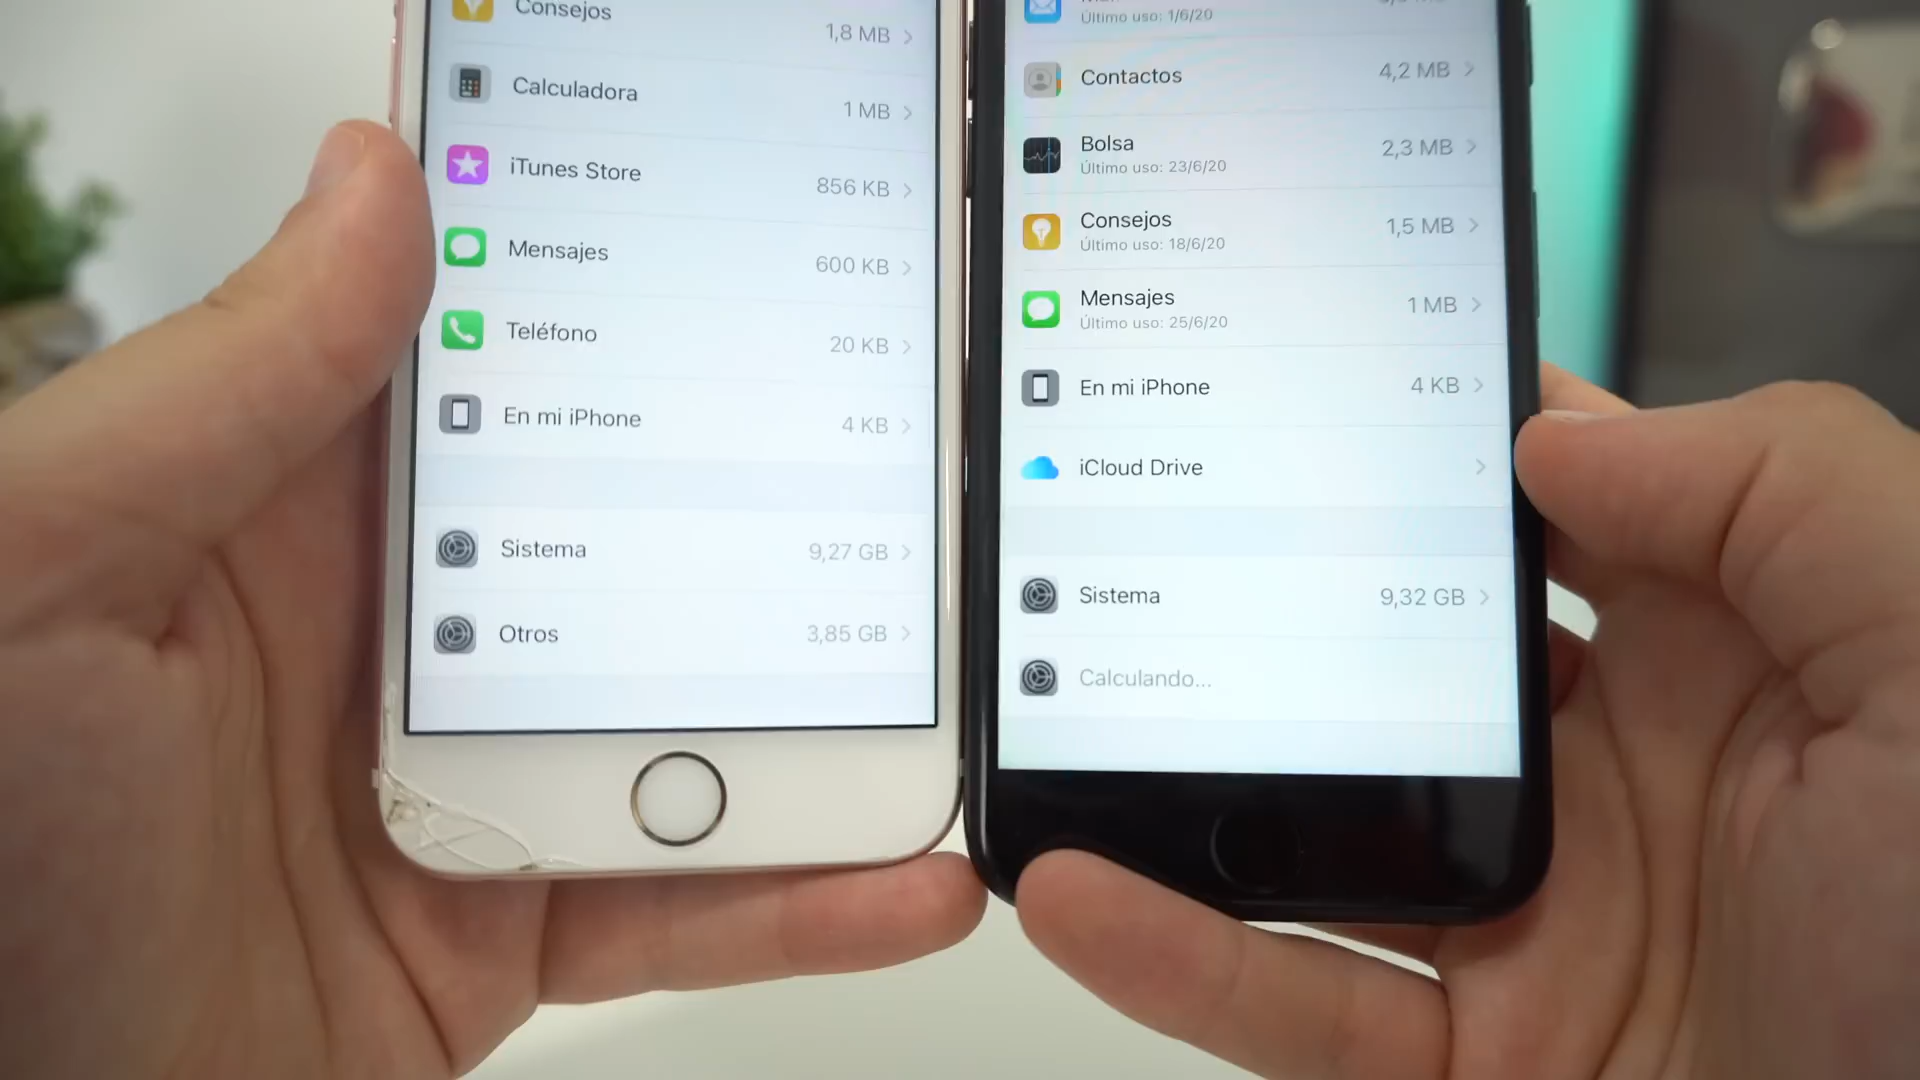 Consejos
1,8 MB
Calculadora
1 MB
iTunes Store
856 KB
Mensajes
600 KB
Teléfono
20 KB
En mi iPhone
4 KB
Sistema
9,27 GB
Otros
3,85 GB
Último uso: 1/6/20
Contactos
4,2 MB
Bolsa
Último uso: 23/6/20
2,3 MB
Consejos
Último uso: 18/6/20
1,5 MB
Mensajes
Último uso: 25/6/20
1 MB
En mi iPhone
4 KB
iCloud Drive
Sistema
9,32 GB
Calculando...